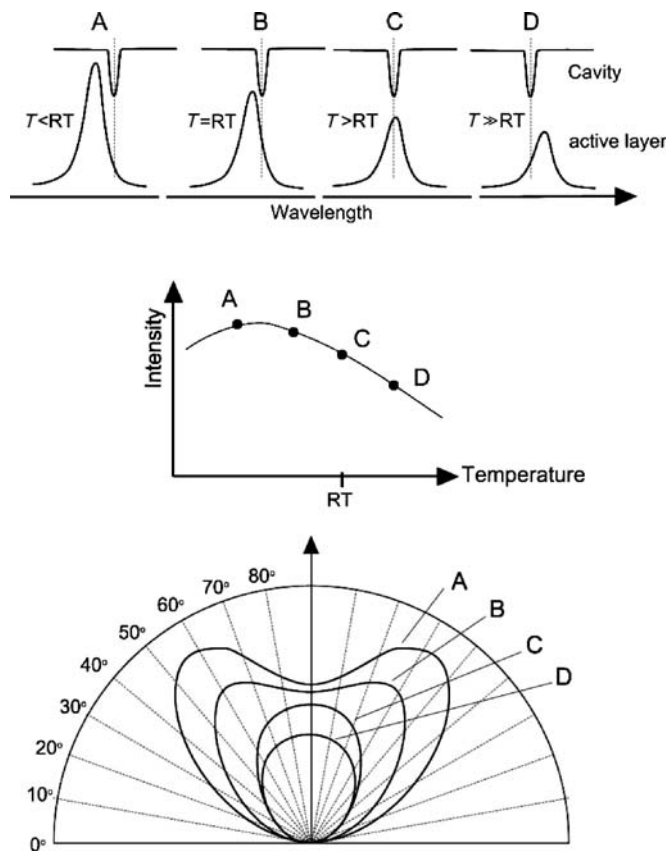 A B C D
Cavity
T<RT T=RT T>RT T≫RT
active layer
Wavelength
A
B
C
D
Intensity
Temperature
RT
80°
70°
60°
50°
40°
30°
20°
10°
0°
A
B
C
D